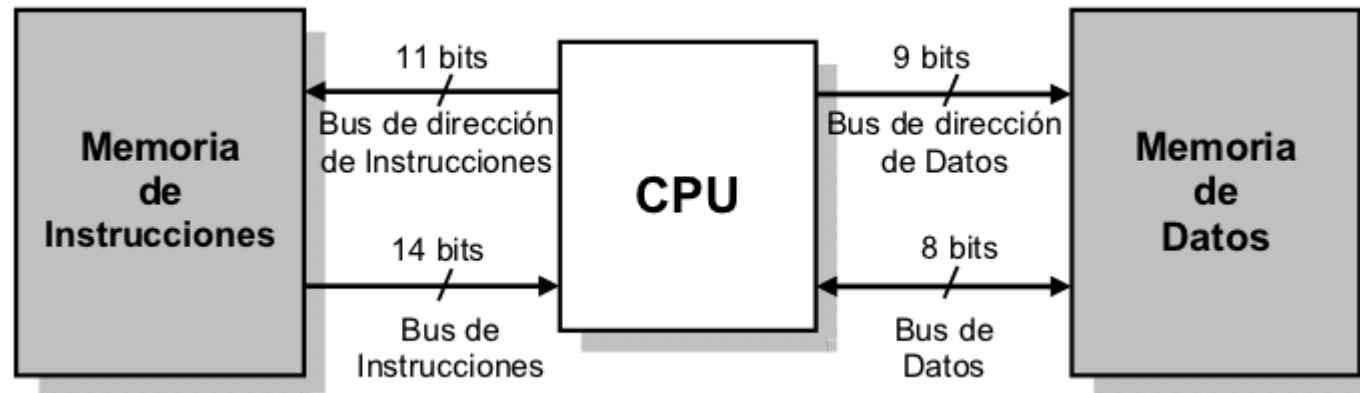 Memoria
de
Instrucciones
11 bits
Bus de dirección
de Instrucciones
14 bits
Bus de
Instrucciones
CPU
9 bits
Bus de dirección
de Datos
8 bits
Bus de
Datos
Memoria
de
Datos